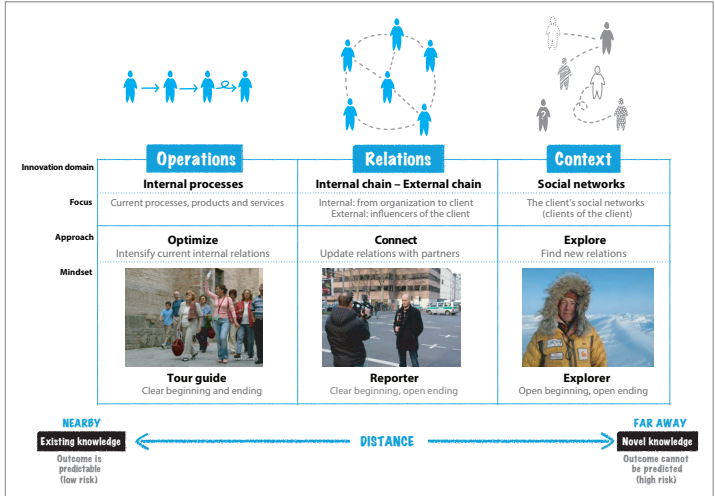 ?
Operations
Relations
Context
Innovation domain
Internal processes
Internal chain – External chain
Social networks
Focus
Current processes, products and services
Internal: from organization to client
External: influencers of the client
The client's social networks
(clients of the client)
Approach
Optimize
Connect
Explore
Intensify current internal relations
Update relations with partners
Find new relations
Mindset
Tour guide
Reporter
Explorer
Clear beginning and ending
Clear beginning, open ending
Open beginning, open ending
NEARBY
FAR AWAY
Existing knowledge
DISTANCE
Novel knowledge
Outcome is
predictable
(low risk)
Outcome cannot
be predicted
(high risk)